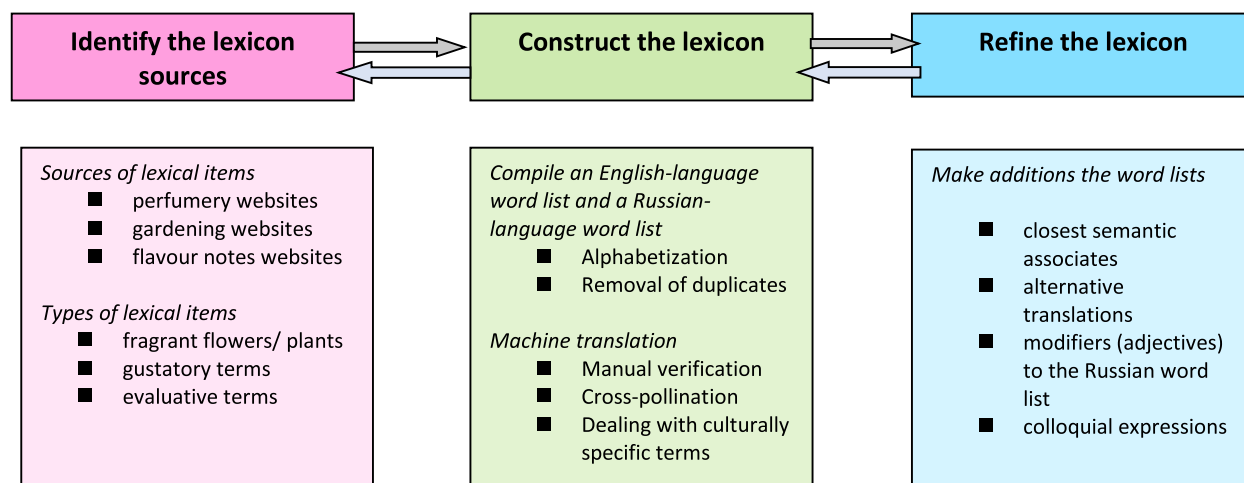 Identify the lexicon
sources
Construct the lexicon
Refine the lexicon
Sources of lexical items
perfumery websites
gardening websites
flavour notes websites
Types of lexical items
fragrant flowers/ plants
gustatory terms
evaluative terms
Compile an English-language
word list and a Russian-
language word list
Alphabetization
Removal of duplicates
Machine translation
Manual verification
Cross-pollination
Dealing with culturally
specific terms
Make additions the word lists
closest semantic
associates
alternative
translations
modifiers (adjectives)
to the Russian word
list
colloquial expressions